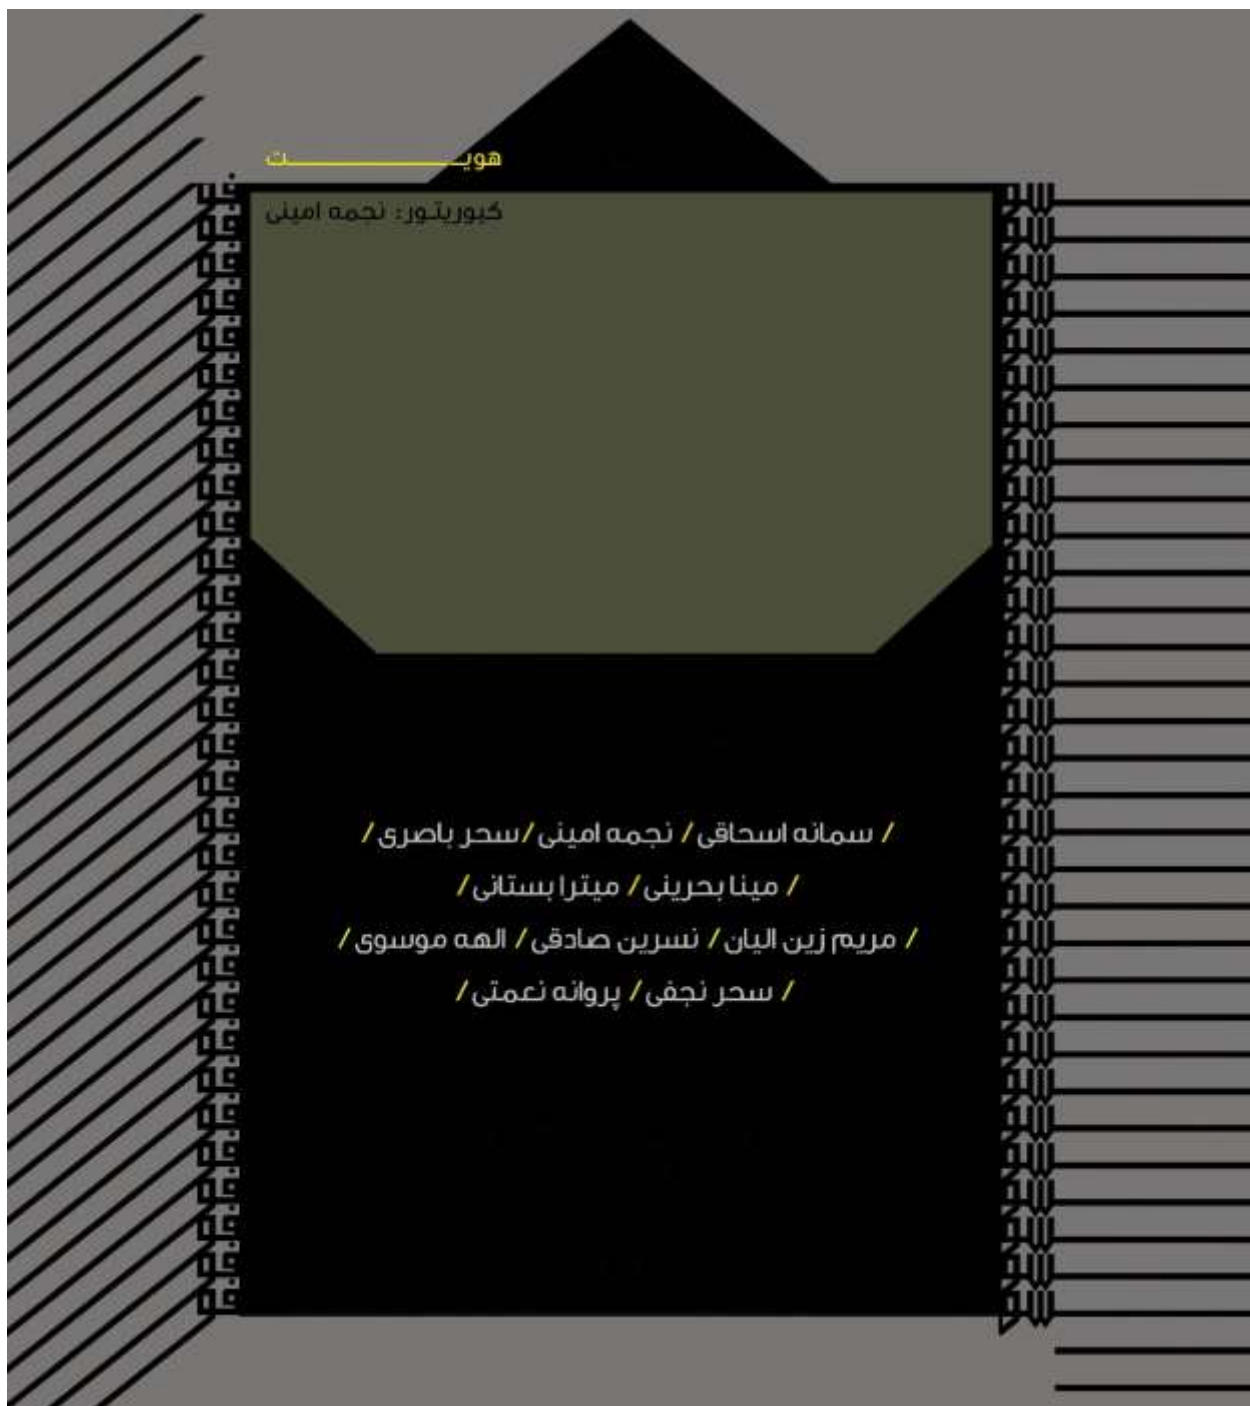 هویـــــــــــــت
کیوریتور: نجمه امینی
/ سمانه اسحاقی / نجمه امینی / سحر باصری /
/ مینا بحرینی / میترا بستانی /
/ مریم زین الیان / نسرین صادقی / الهه موسوی /
/ سحر نجفی / پروانه نعمتی /